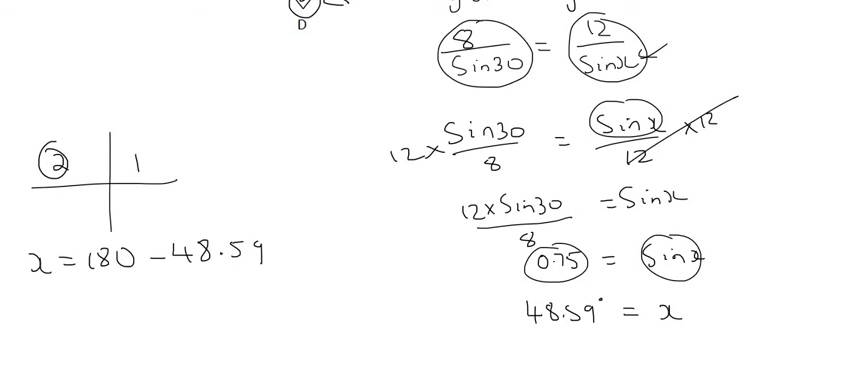 D
8/Sin30 = 12/Sinx
12 × Sin30/8 = Sinx/12 × 12
12×Sin30/8 = Sinx
0.75 = Sinx
48.59° = x
2 1
x = 180 - 48.59